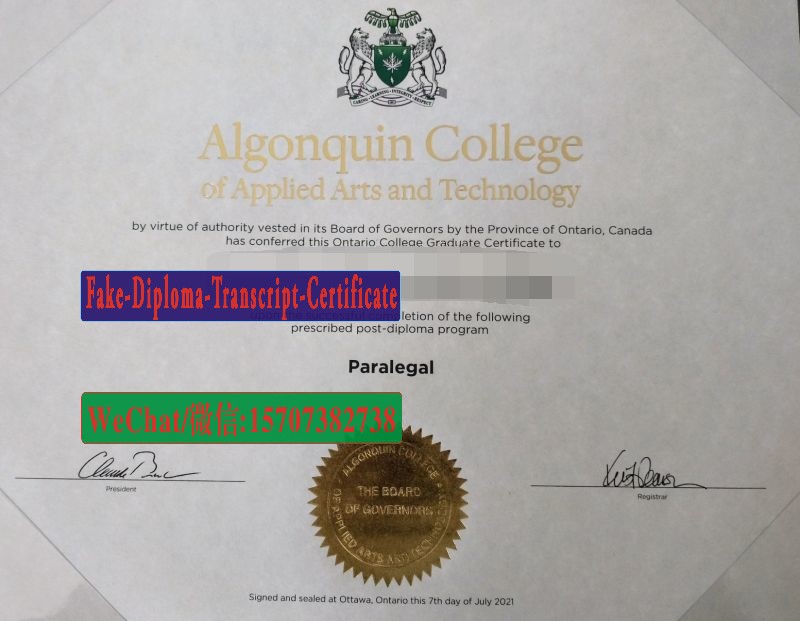 CARING · LEARNING · INTEGRITY · RESPECT
Algonquin College
of Applied Arts and Technology
by virtue of authority vested in its Board of Governors by the Province of Ontario, Canada
has conferred this Ontario College Graduate Certificate to
Fake-Diploma-Transcript-Certificate
letion of the following
prescribed post-diploma program
Paralegal
WeChat/微信:15707382738
ALGONQUIN COLLEGE
THE BOARD
OF GOVERNORS
OF APPLIED ARTS AND TECHNOLOGY
President
Registrar
Signed and sealed at Ottawa, Ontario this 7th day of July 2021